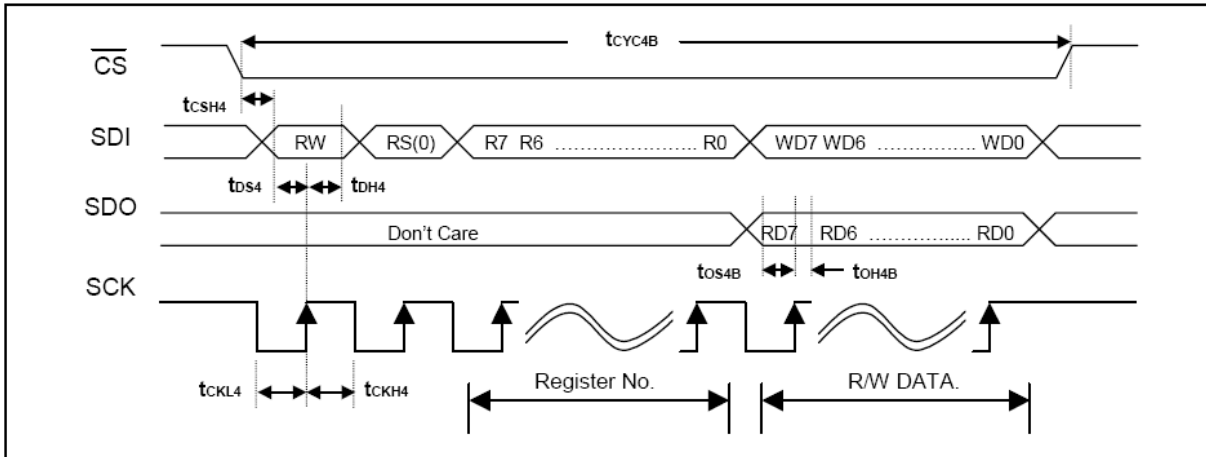 tCYC4B
CS
tCSH4
SDI RW RS(0) R7 R6 ........................ R0 WD7 WD6 ...................... WD0
tDS4 tDH4
SDO Don't Care RD7 RD6 .................. RD0
tOS4B tOH4B
SCK
tCKL4 tCKH4 Register No. R/W DATA.